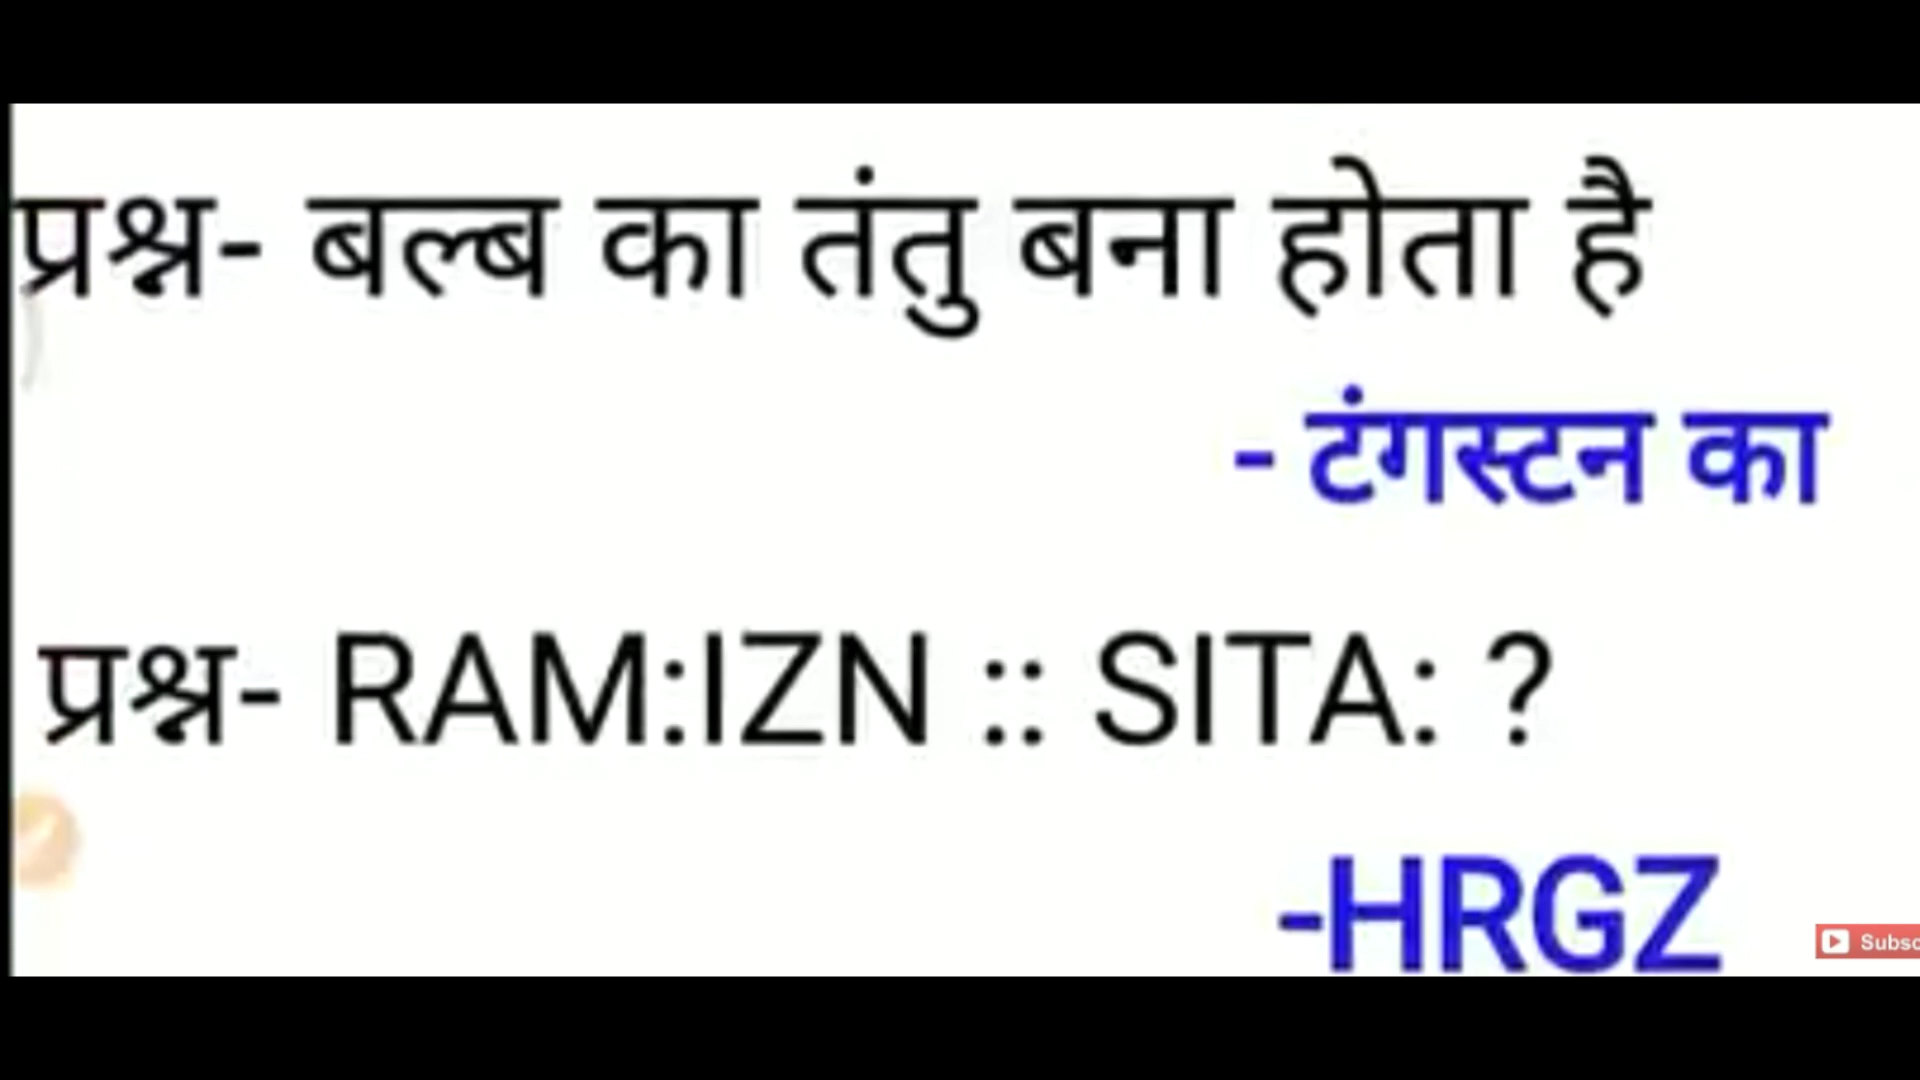 प्रश्न- बल्ब का तंतु बना होता है
- टंगस्टन का
प्रश्न- RAM:IZN :: SITA: ?
-HRGZ